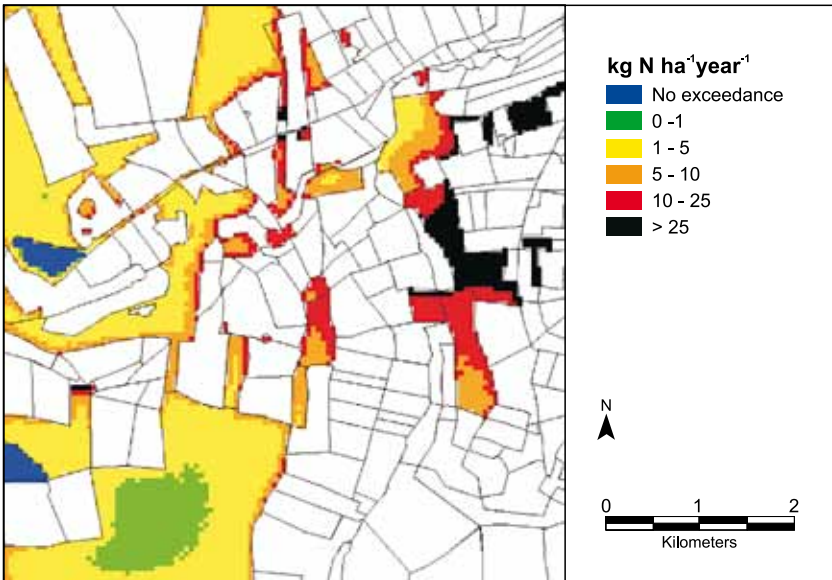 kg N ha⁻¹year⁻¹
No exceedance
0 -1
1 - 5
5 - 10
10 - 25
> 25
N
0 1 2
Kilometers